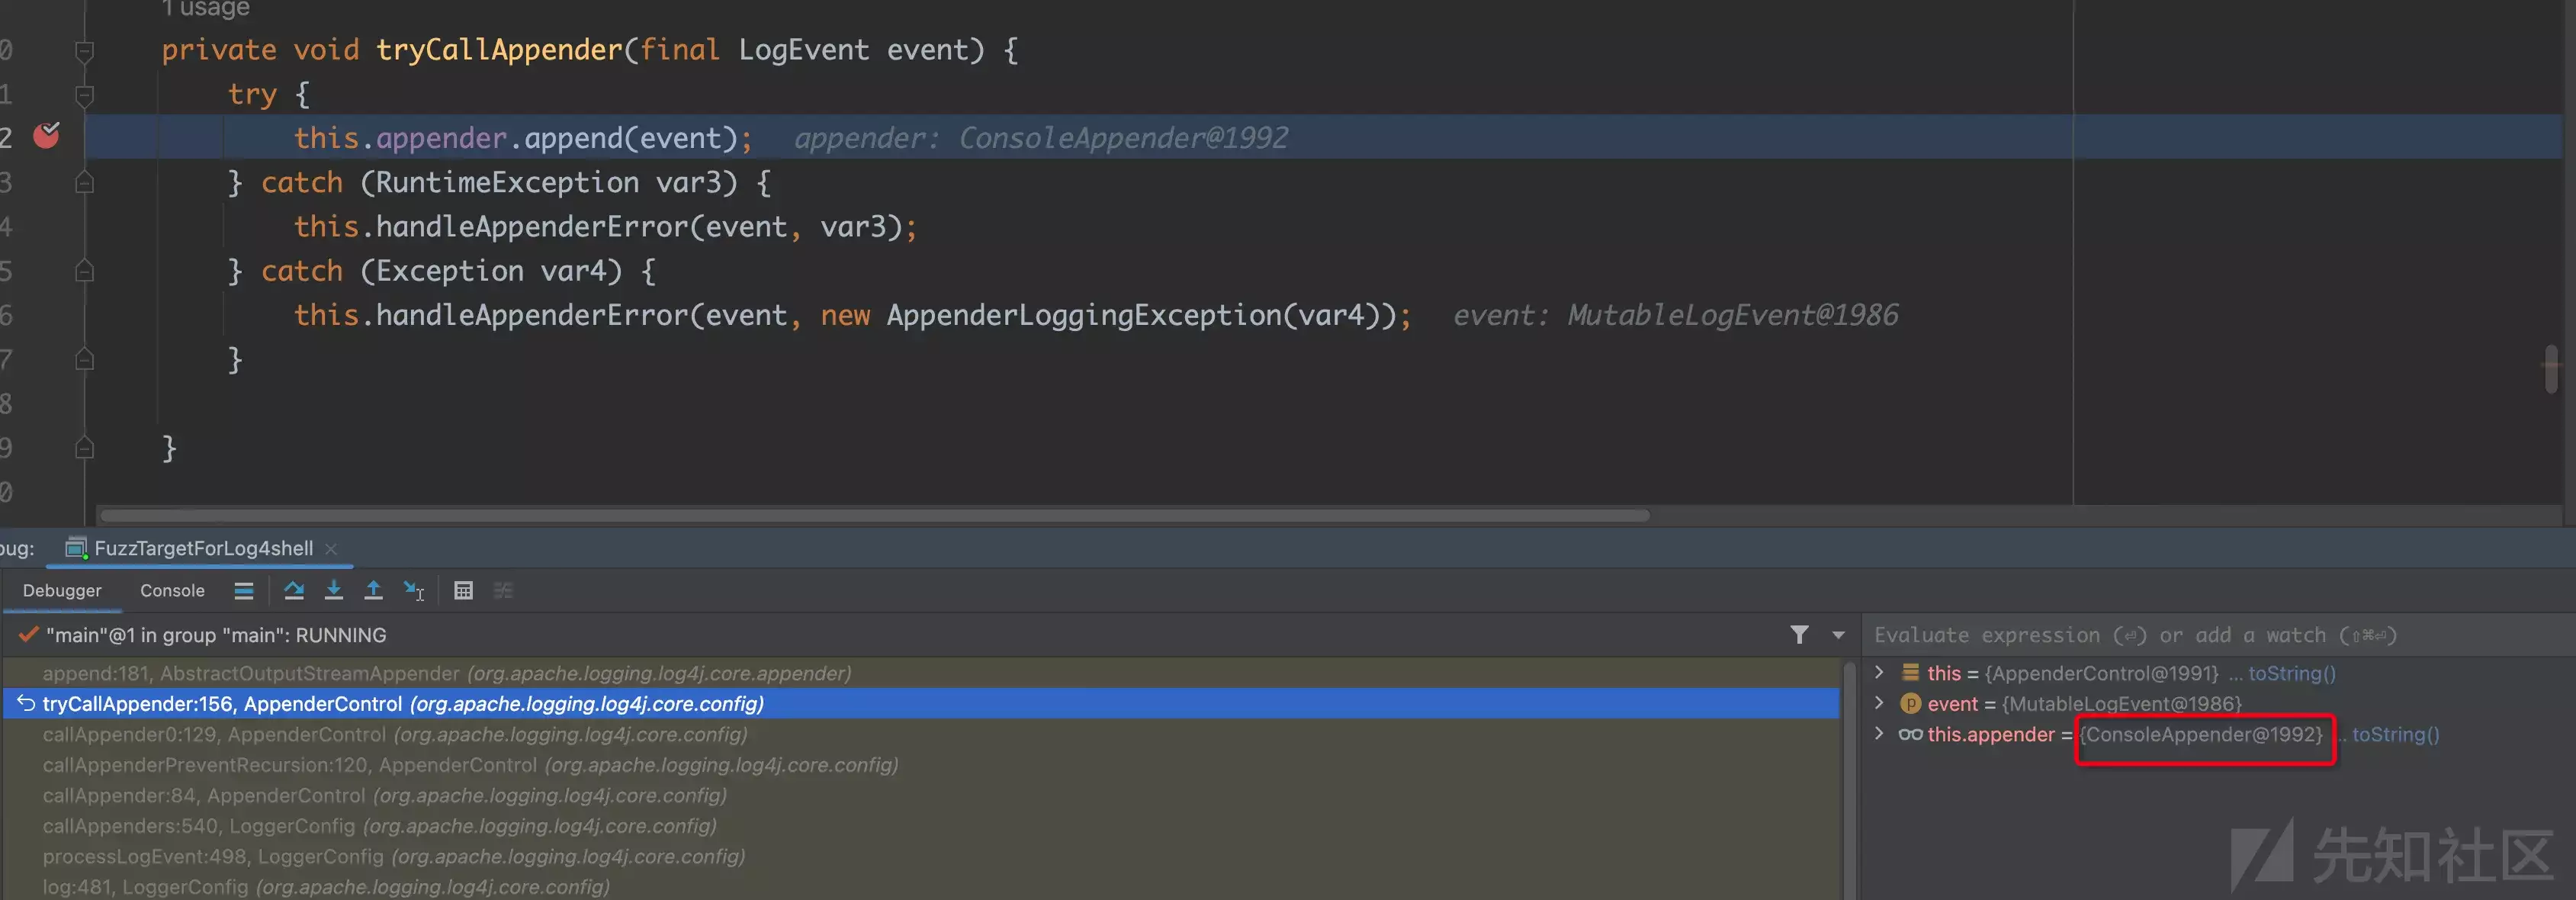 1 usage
0 private void tryCallAppender(final LogEvent event) {
1 try {
2 this.appender.append(event); appender: ConsoleAppender@1992
3 } catch (RuntimeException var3) {
4 this.handleAppenderError(event, var3);
5 } catch (Exception var4) {
6 this.handleAppenderError(event, new AppenderLoggingException(var4)); event: MutableLogEvent@1986
7 }
8
9 }
0
bug: FuzzTargetForLog4shell
Debugger Console
"main"@1 in group "main": RUNNING
append:181, AbstractOutputStreamAppender (org.apache.logging.log4j.core.appender)
tryCallAppender:156, AppenderControl (org.apache.logging.log4j.core.config)
callAppender0:129, AppenderControl (org.apache.logging.log4j.core.config)
callAppenderPreventRecursion:120, AppenderControl (org.apache.logging.log4j.core.config)
callAppender:84, AppenderControl (org.apache.logging.log4j.core.config)
callAppenders:540, LoggerConfig (org.apache.logging.log4j.core.config)
processLogEvent:498, LoggerConfig (org.apache.logging.log4j.core.config)
log:481, LoggerConfig (org.apache.logging.log4j.core.config)
Evaluate expression (⏎) or add a watch (⇧⌘⏎)
this = {AppenderControl@1991} ... toString()
p event = {MutableLogEvent@1986}
this.appender = {ConsoleAppender@1992} ... toString()
先知社区